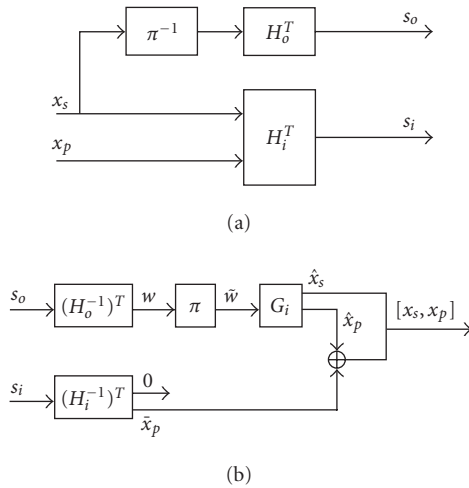 π⁻¹
H_o^T
s_o
x_s
x_p
H_i^T
s_i
(a)
s_o
(H_o⁻¹)^T
w
π
w̃
G_i
x̂_s
x̂_p
[x_s, x_p]
s_i
(H_i⁻¹)^T
0
x̄_p
(b)